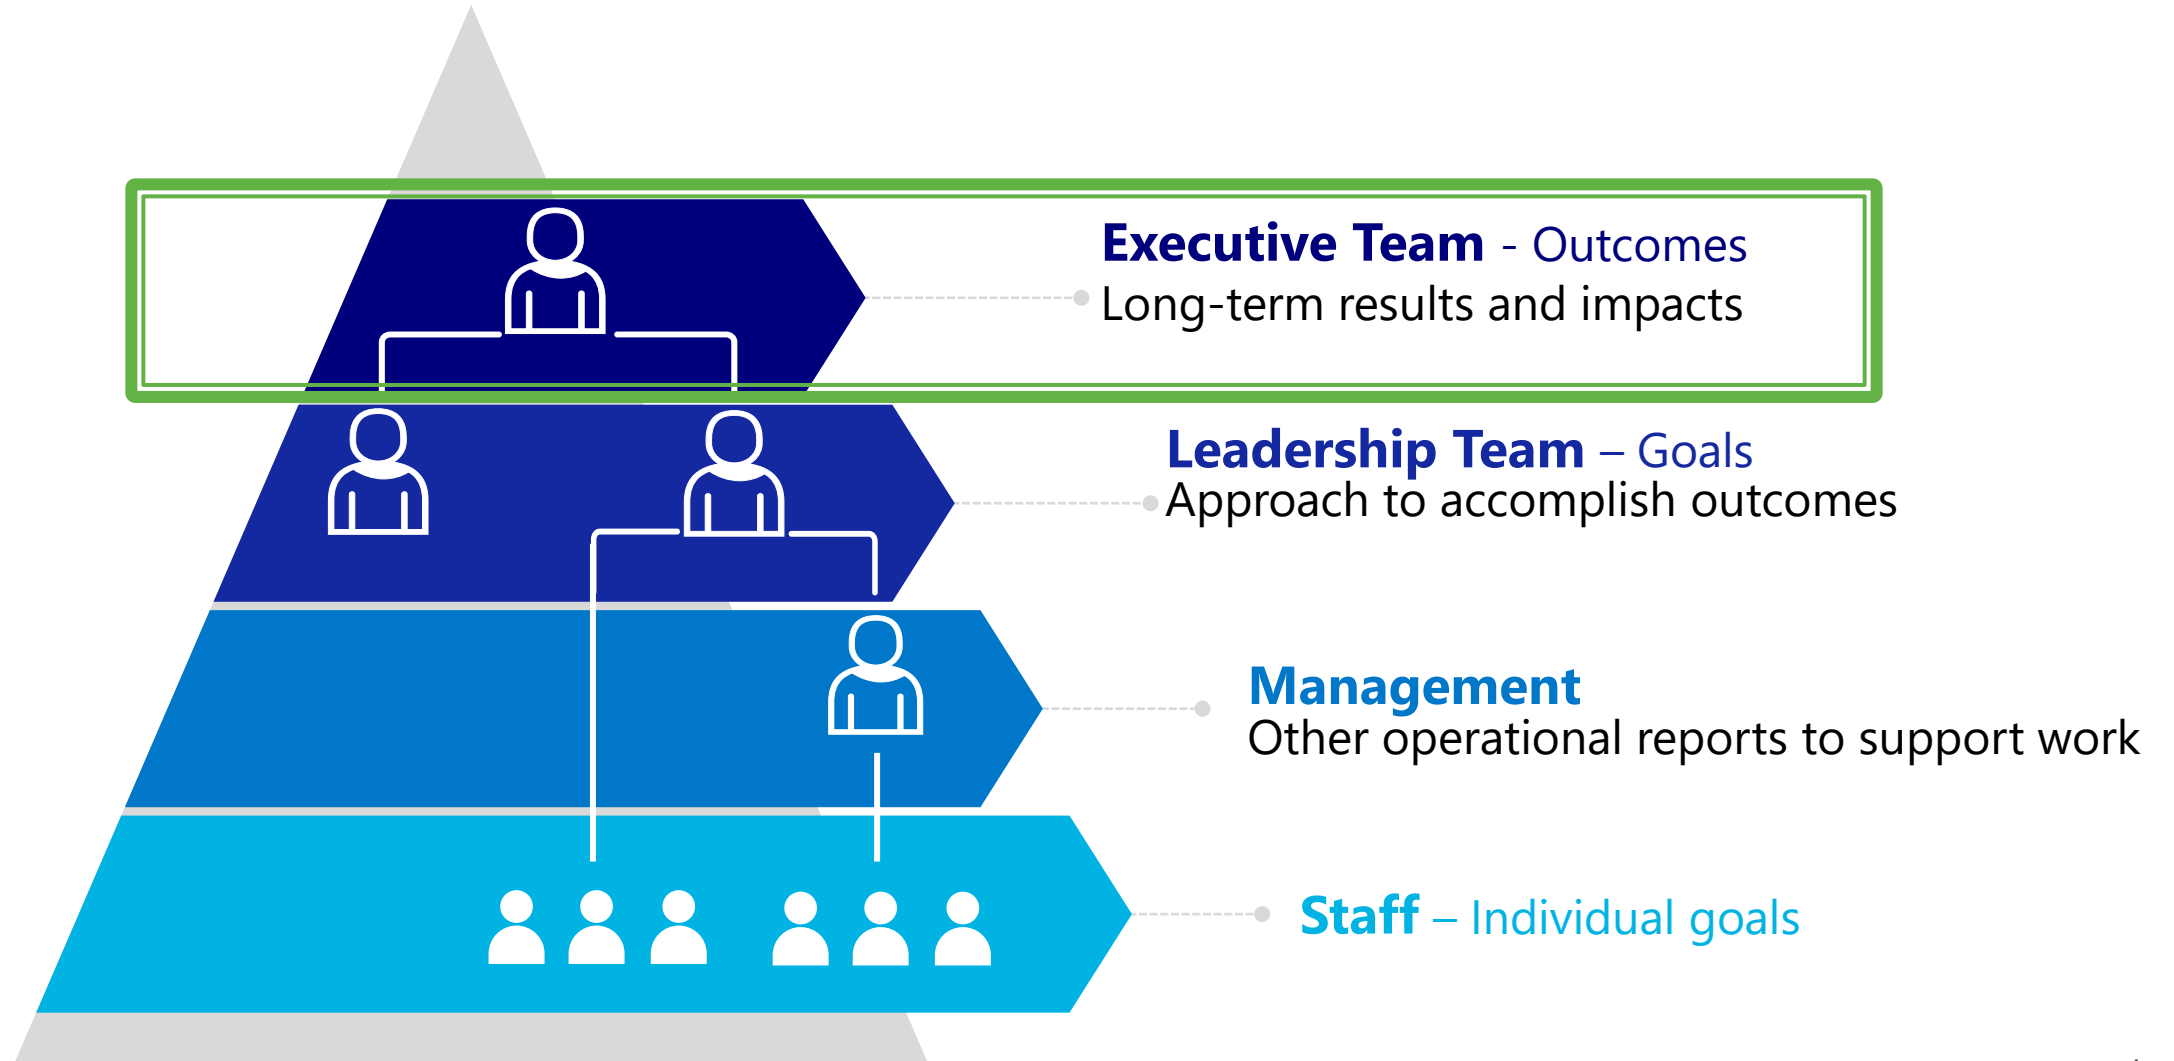 Executive Team - Outcomes
Long-term results and impacts
Leadership Team – Goals
Approach to accomplish outcomes
Management
Other operational reports to support work
Staff – Individual goals